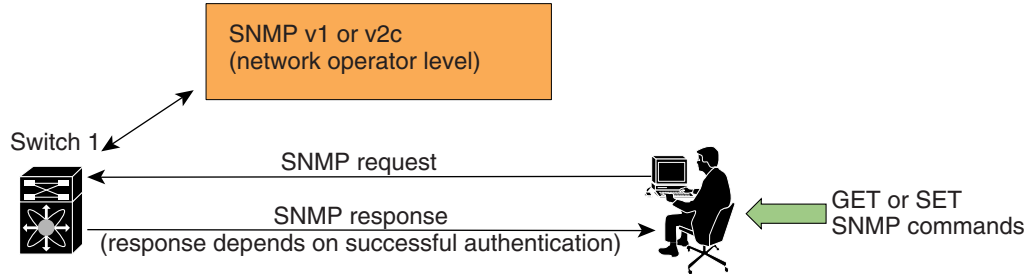 SNMP v1 or v2c
(network operator level)
Switch 1
SNMP request
GET or SET
SNMP commands
SNMP response
(response depends on successful authentication)